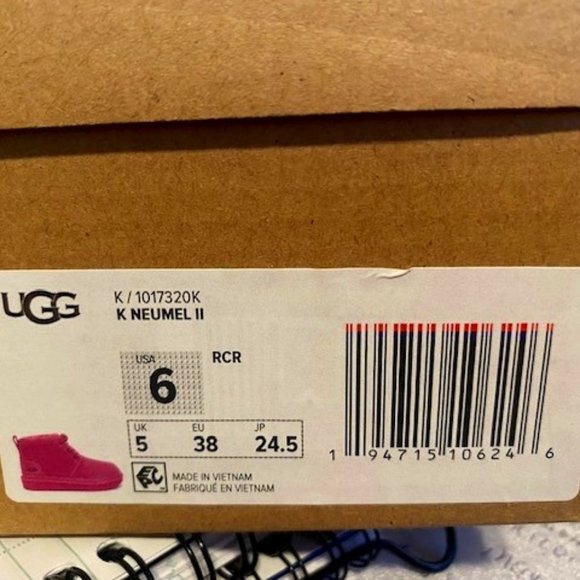 UGG
K / 1017320K
K NEUMEL II
USA
6
RCR
UK EU JP
5 38 24.5
MADE IN VIETNAM
FABRIQUÉ EN VIETNAM
1 94715 10624 6